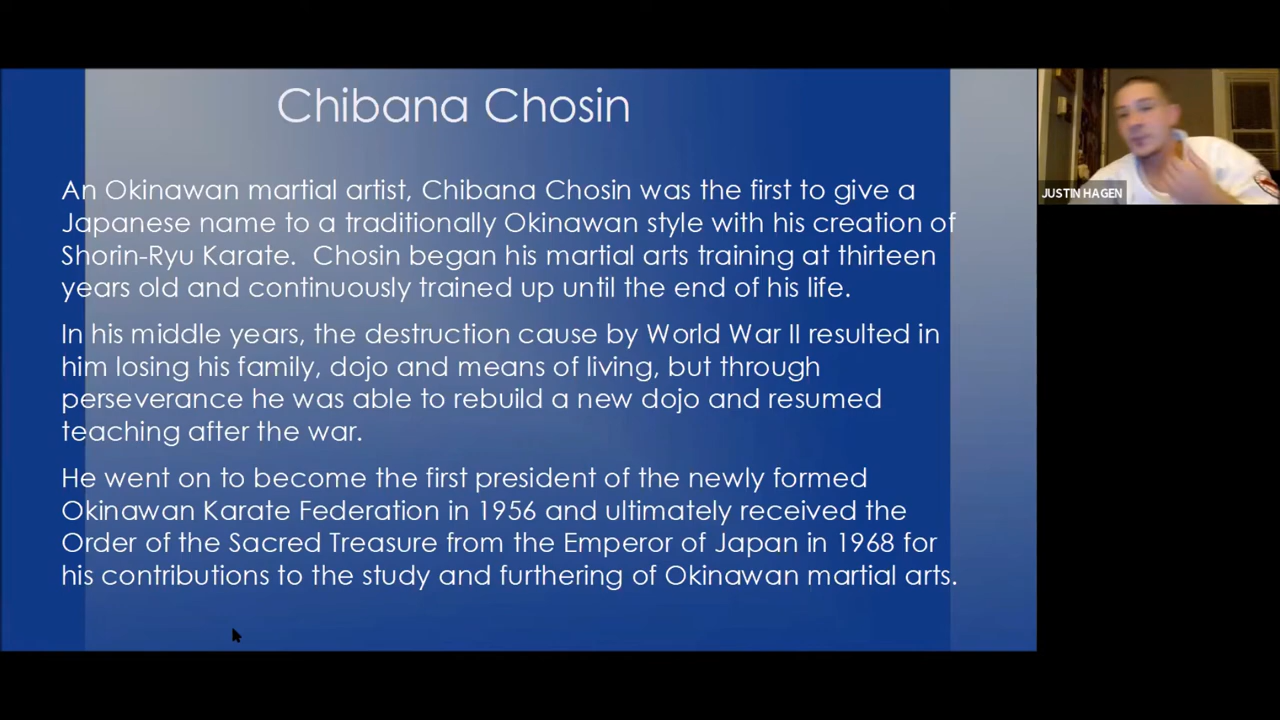 Chibana Chosin
An Okinawan martial artist, Chibana Chosin was the first to give a
Japanese name to a traditionally Okinawan style with his creation of
Shorin-Ryu Karate.  Chosin began his martial arts training at thirteen
years old and continuously trained up until the end of his life.
In his middle years, the destruction cause by World War II resulted in
him losing his family, dojo and means of living, but through
perseverance he was able to rebuild a new dojo and resumed
teaching after the war.
He went on to become the first president of the newly formed
Okinawan Karate Federation in 1956 and ultimately received the
Order of the Sacred Treasure from the Emperor of Japan in 1968 for
his contributions to the study and furthering of Okinawan martial arts.
JUSTIN HAGEN